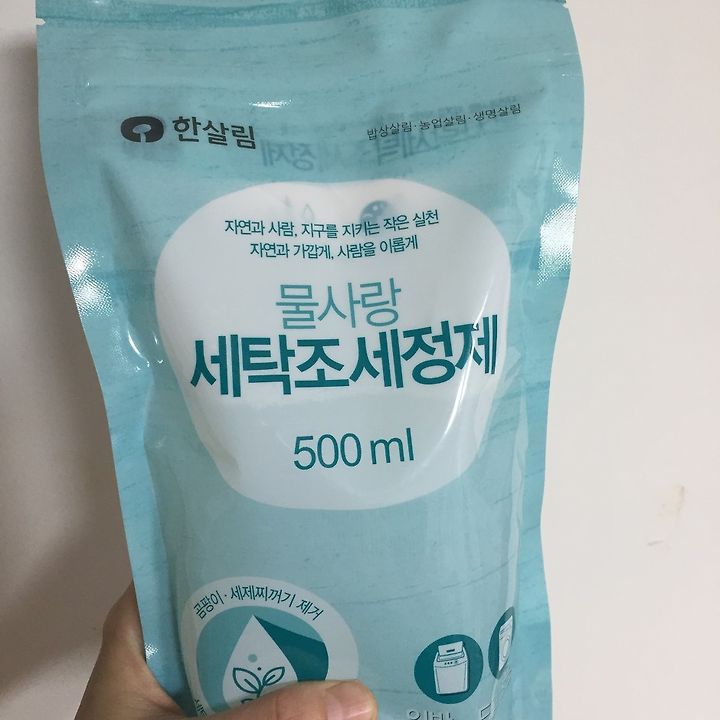 한살림
밥상살림·농업살림·생명살림
자연과 사람, 지구를 지키는 작은 실천
자연과 가깝게, 사람을 이롭게
물사랑
세탁조세정제
500 ml
곰팡이·세제찌꺼기 제거